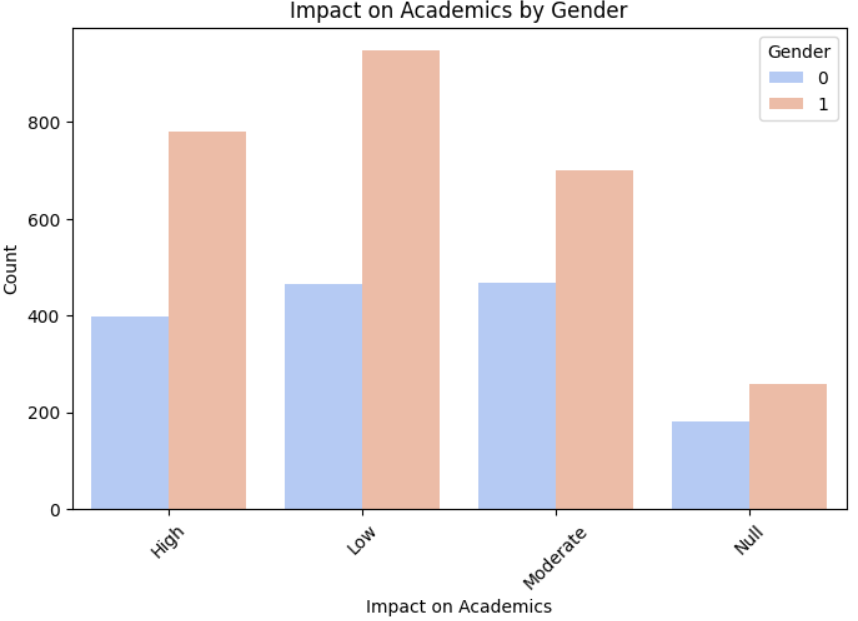 Impact on Academics by Gender
Gender
0
1
Count
800
600
400
200
0
High
Low
Moderate
Null
Impact on Academics